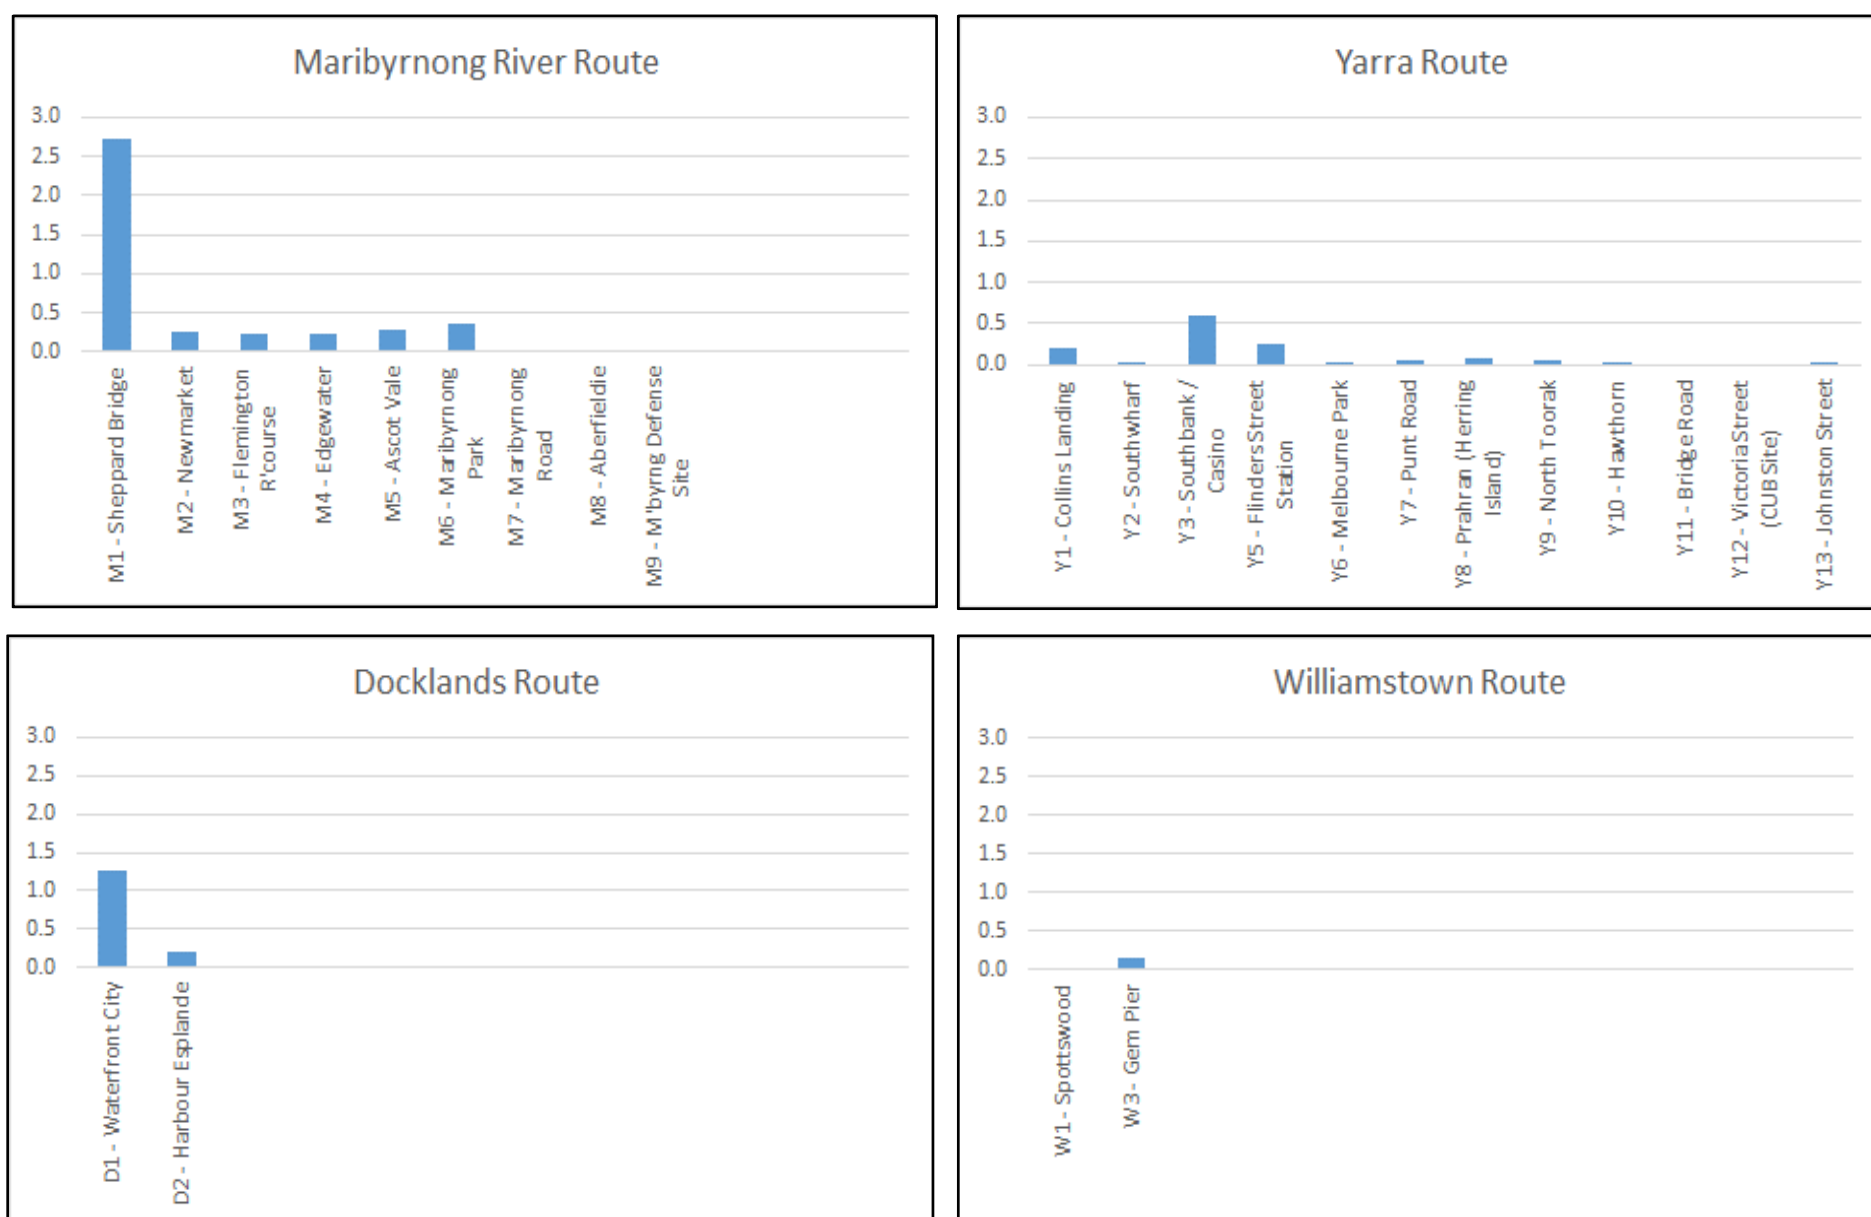 Maribyrnong River Route
3.0
2.5
2.0
1.5
1.0
0.5
0.0
M1 - Sheppard Bridge
M2 - Newmarket
M3 - Flemington
R'course
M4 - Edgewater
M5 - Ascot Vale
M6 - Maribyrnong
Park
M7 - Maribyrnong
Road
M8 - Aberfieldie
M9 - M'byrng Defense
Site
Yarra Route
3.0
2.5
2.0
1.5
1.0
0.5
0.0
Y1 - Collins Landing
Y2 - Southwharf
Y3 - Southbank /
Casino
Y5 - Flinders Street
Station
Y6 - Melbourne Park
Y7 - Punt Road
Y8 - Prahran (Herring
Island)
Y9 - North Toorak
Y10 - Hawthorn
Y11 - Bridge Road
Y12 - Victoria Street
(CUB Site)
Y13 - Johnston Street
Docklands Route
3.0
2.5
2.0
1.5
1.0
0.5
0.0
D1 - Waterfront City
D2 - Harbour Esplande
Williamstown Route
3.0
2.5
2.0
1.5
1.0
0.5
0.0
W1 - Spottswood
W3 - Gem Pier